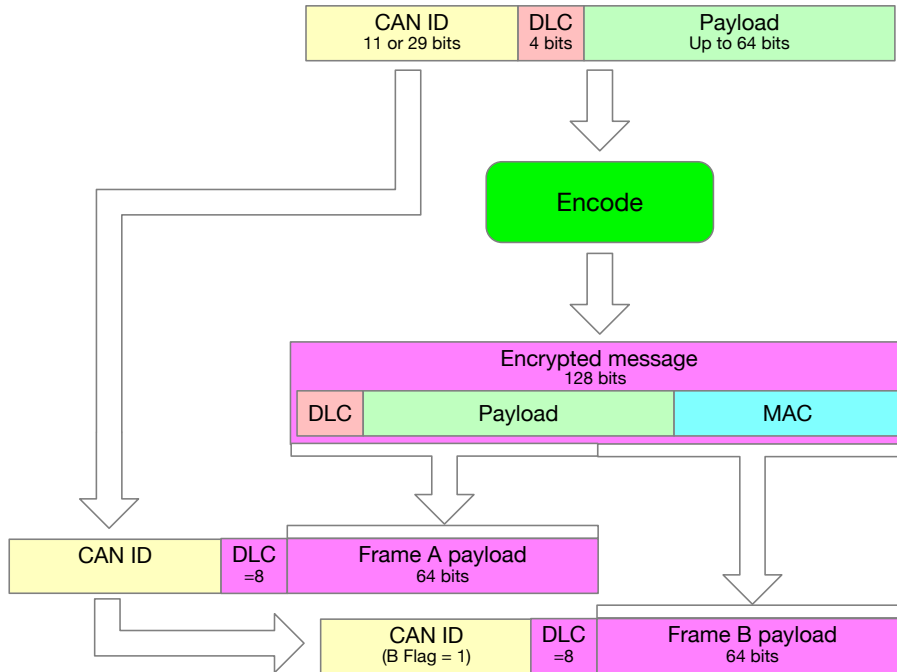 CAN ID
11 or 29 bits
DLC
4 bits
Payload
Up to 64 bits
Encode
Encrypted message
128 bits
DLC
Payload
MAC
CAN ID
DLC
=8
Frame A payload
64 bits
CAN ID
(B Flag = 1)
DLC
=8
Frame B payload
64 bits